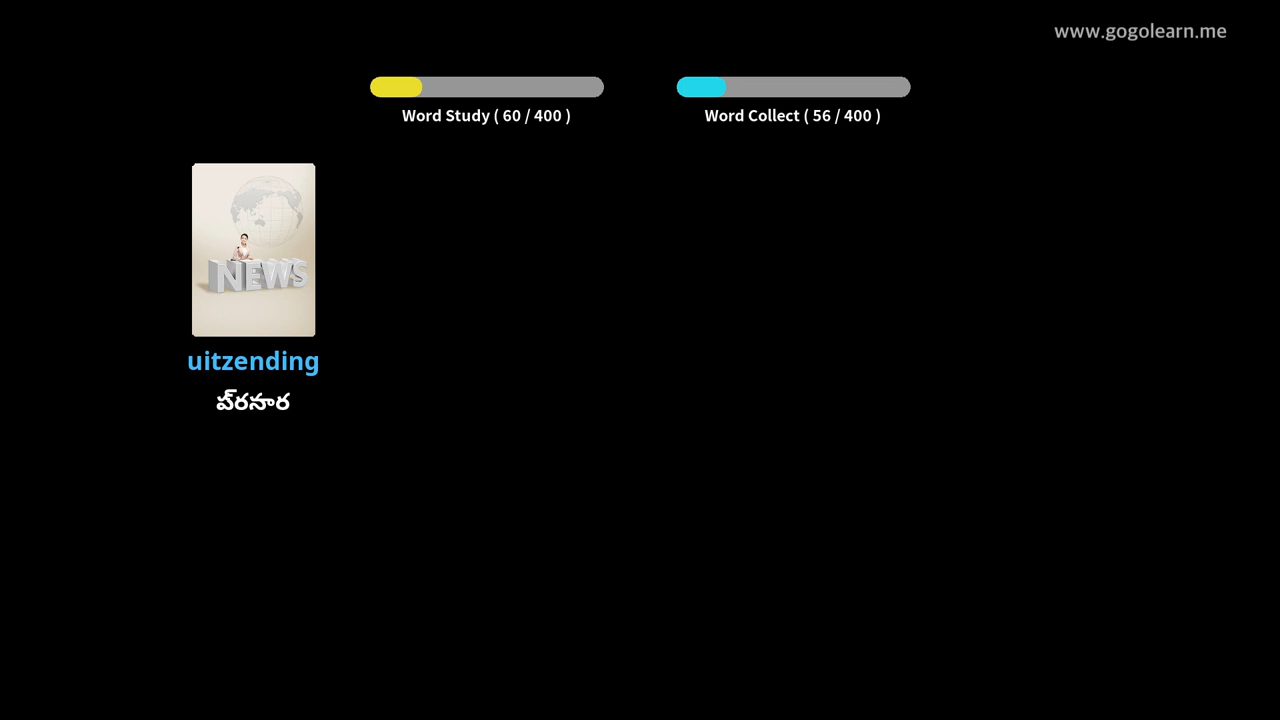 www.gogolearn.me
Word Study ( 60 / 400 )
Word Collect ( 56 / 400 )
NEWS
uitzending
ప్రసార